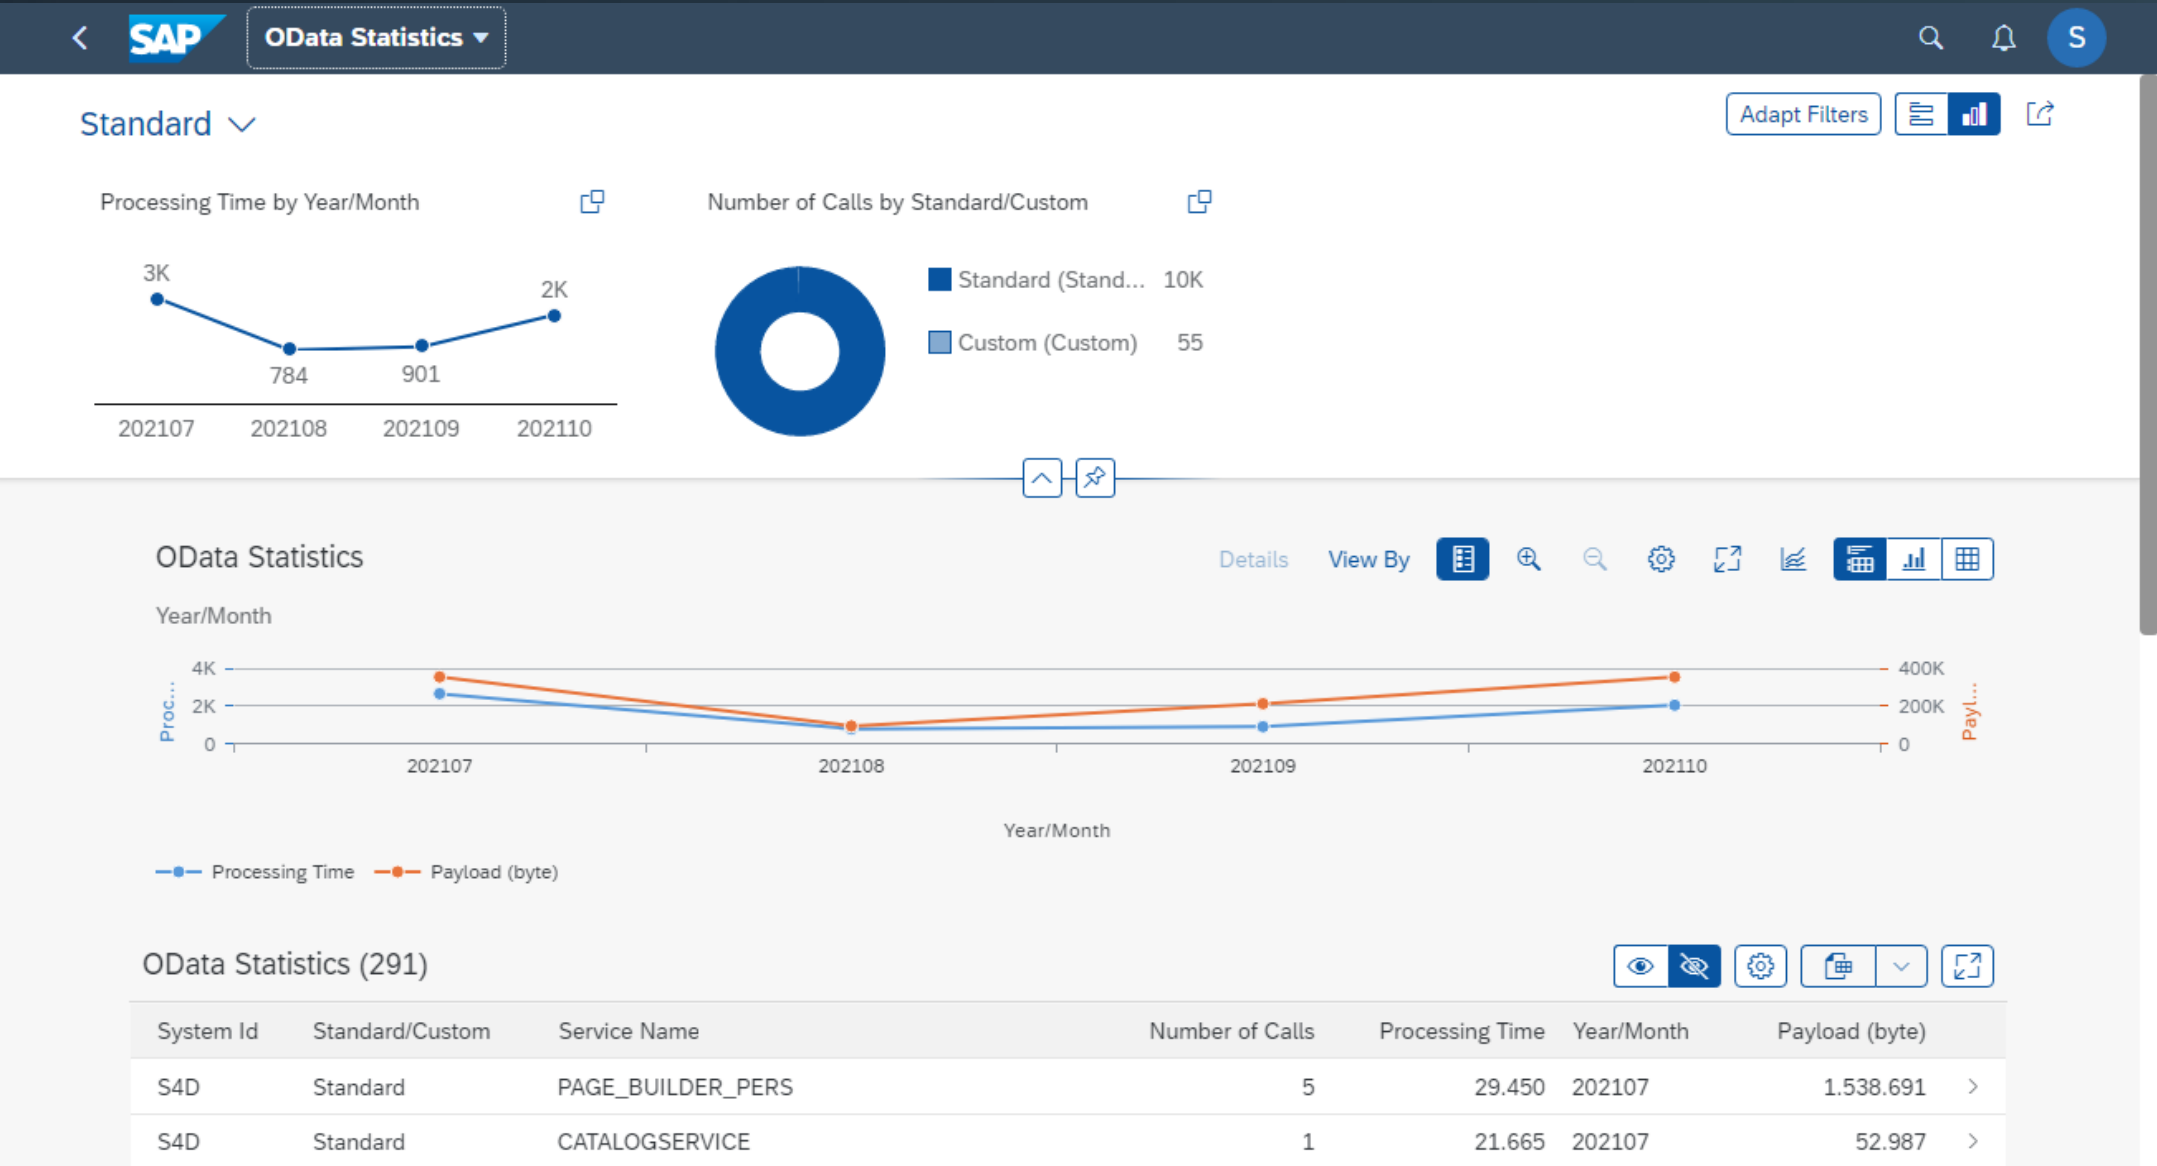 SAP OData Statistics S
Standard Adapt Filters
Processing Time by Year/Month
3K
2K
784
901
202107 202108 202109 202110
Number of Calls by Standard/Custom
Standard (Stand... 10K
Custom (Custom) 55
OData Statistics Details View By
Year/Month
4K
2K
0
Proc...
400K
200K
0
Payl...
202107 202108 202109 202110
Year/Month
Processing Time Payload (byte)
OData Statistics (291)
System Id Standard/Custom Service Name Number of Calls Processing Time Year/Month Payload (byte)
S4D Standard PAGE_BUILDER_PERS 5 29.450 202107 1.538.691
S4D Standard CATALOGSERVICE 1 21.665 202107 52.987